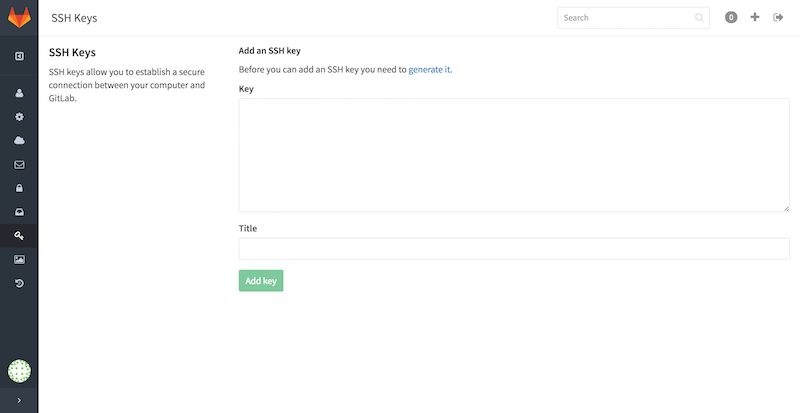 SSH Keys
Search
0
SSH Keys
SSH keys allow you to establish a secure
connection between your computer and
GitLab.
Add an SSH key
Before you can add an SSH key you need to generate it.
Key
Title
Add key